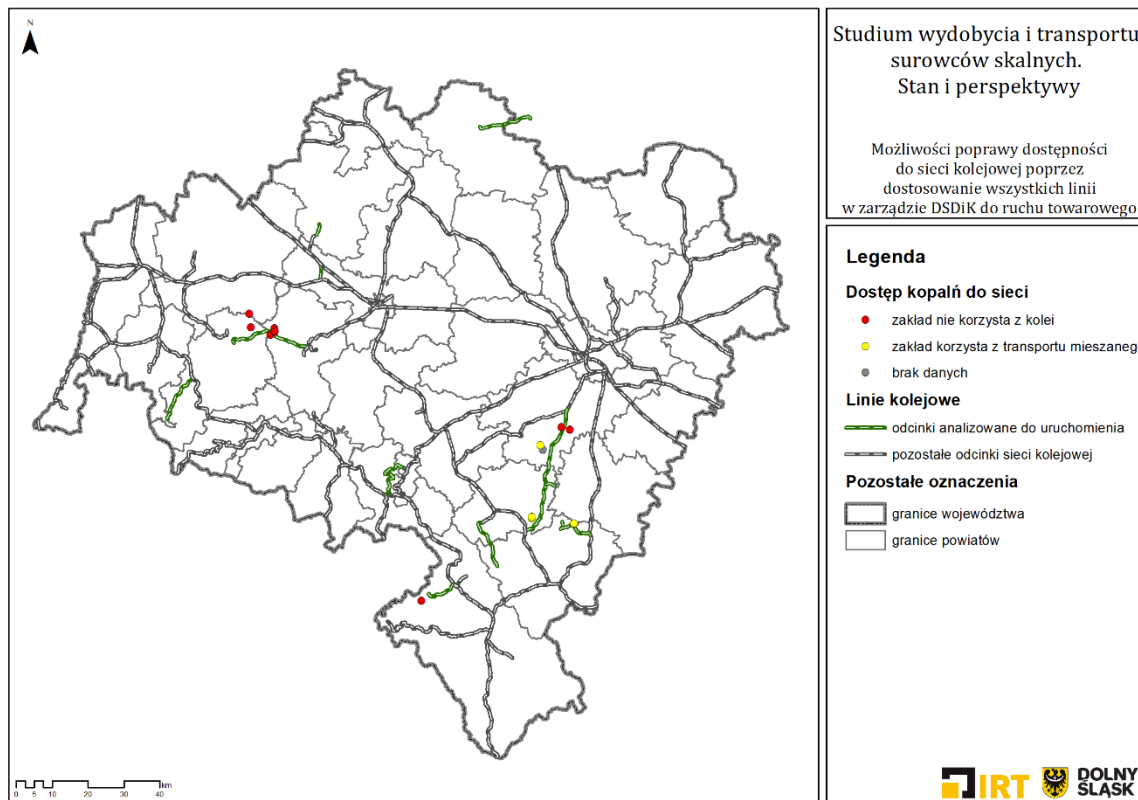 Studium wydobycia i transportu
surowców skalnych.
Stan i perspektywy
Możliwości poprawy dostępności
do sieci kolejowej poprzez
dostosowanie wszystkich linii
w zarządzie DSDiK do ruchu towarowego
Legenda
Dostęp kopalń do sieci
zakład nie korzysta z kolei
zakład korzysta z transportu mieszaneg
brak danych
Linie kolejowe
odcinki analizowane do uruchomienia
pozostałe odcinki sieci kolejowej
Pozostałe oznaczenia
granice województwa
granice powiatów
N
km
0 5 10 20 30 40
IRT
DOLNY
ŚLĄSK